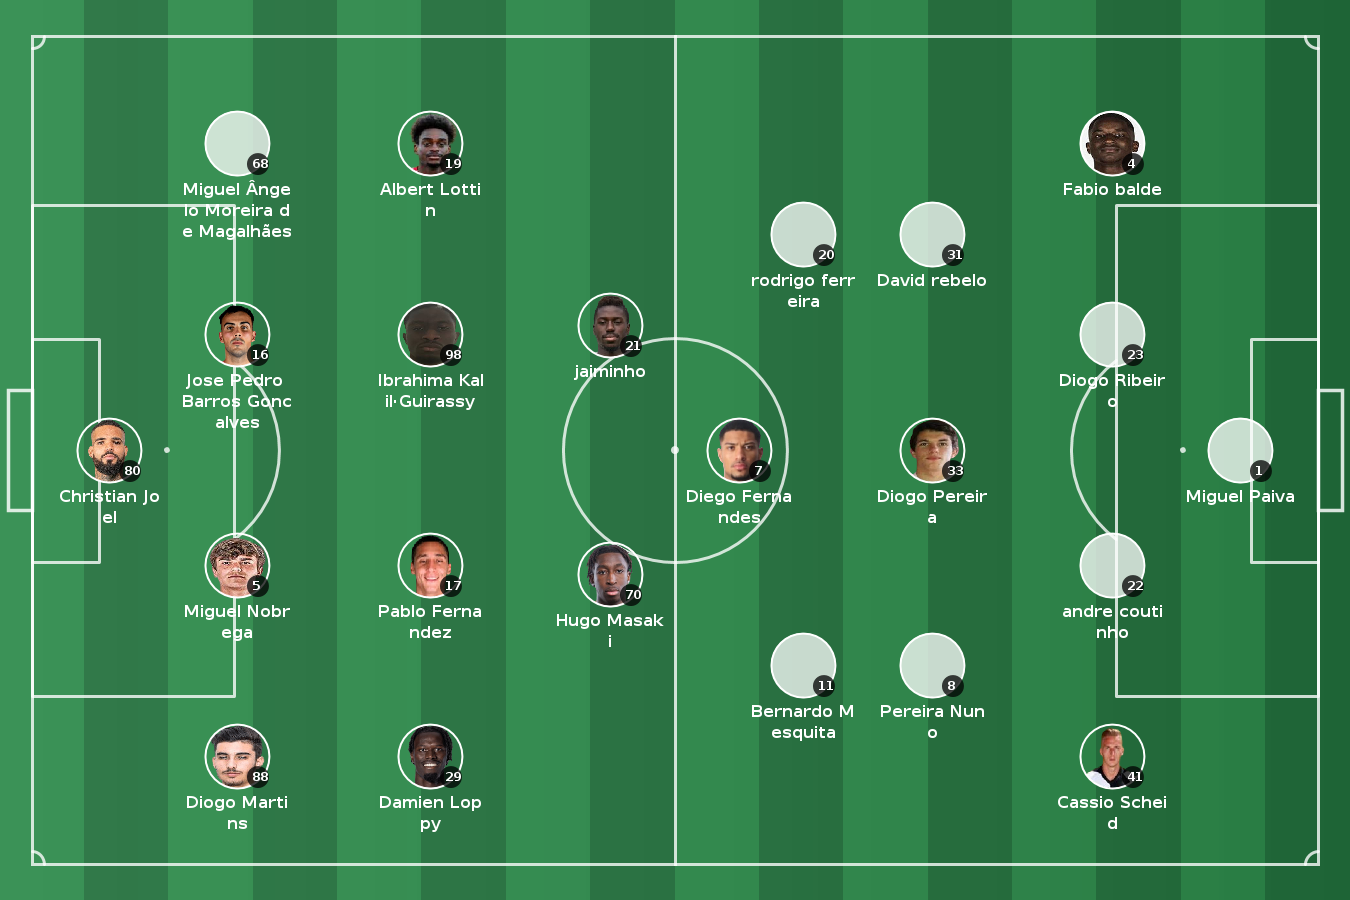 68
Miguel Ânge
lo Moreira d
e Magalhães
19
Albert Lotti
n
4
Fabio balde
20
rodrigo ferr
eira
31
David rebelo
16
Jose Pedro
Barros Gonc
alves
98
Ibrahima Kal
il·Guirassy
21
jaiminho
23
Diogo Ribeir
o
80
Christian Jo
el
7
Diego Ferna
ndes
33
Diogo Pereir
a
1
Miguel Paiva
5
Miguel Nobr
ega
17
Pablo Ferna
ndez
70
Hugo Masak
i
22
andre couti
nho
11
Bernardo M
esquita
8
Pereira Nun
o
88
Diogo Marti
ns
29
Damien Lop
py
41
Cassio Schei
d